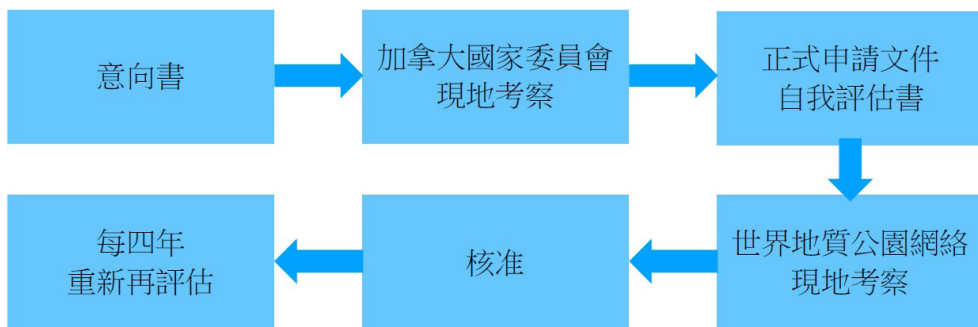 意向書
加拿大國家委員會
現地考察
正式申請文件
自我評估書
世界地質公園網絡
現地考察
核准
每四年
重新再評估